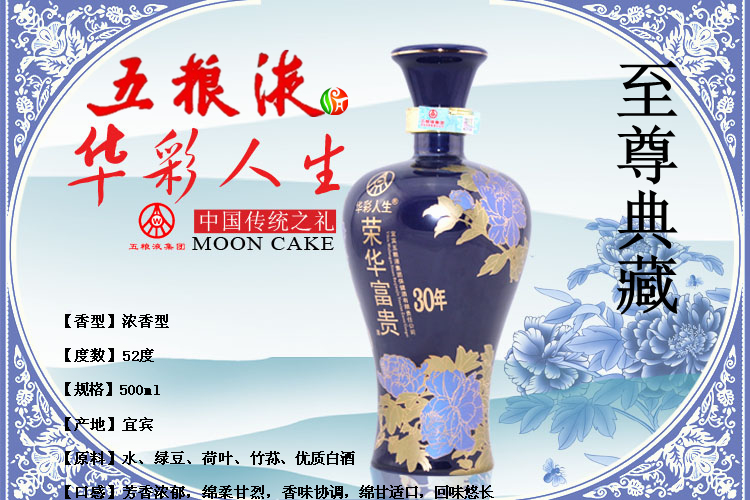 五粮液
华彩人生
五粮液集团
中国传统之礼
MOON CAKE
至尊典藏
华彩人生®
荣华富贵
30年
【香型】浓香型
【度数】52度
【规格】500ml
【产地】宜宾
【原料】水、绿豆、荷叶、竹荪、优质白酒
【口感】芳香浓郁，绵柔甘烈，香味协调，绵甘适口，回味悠长